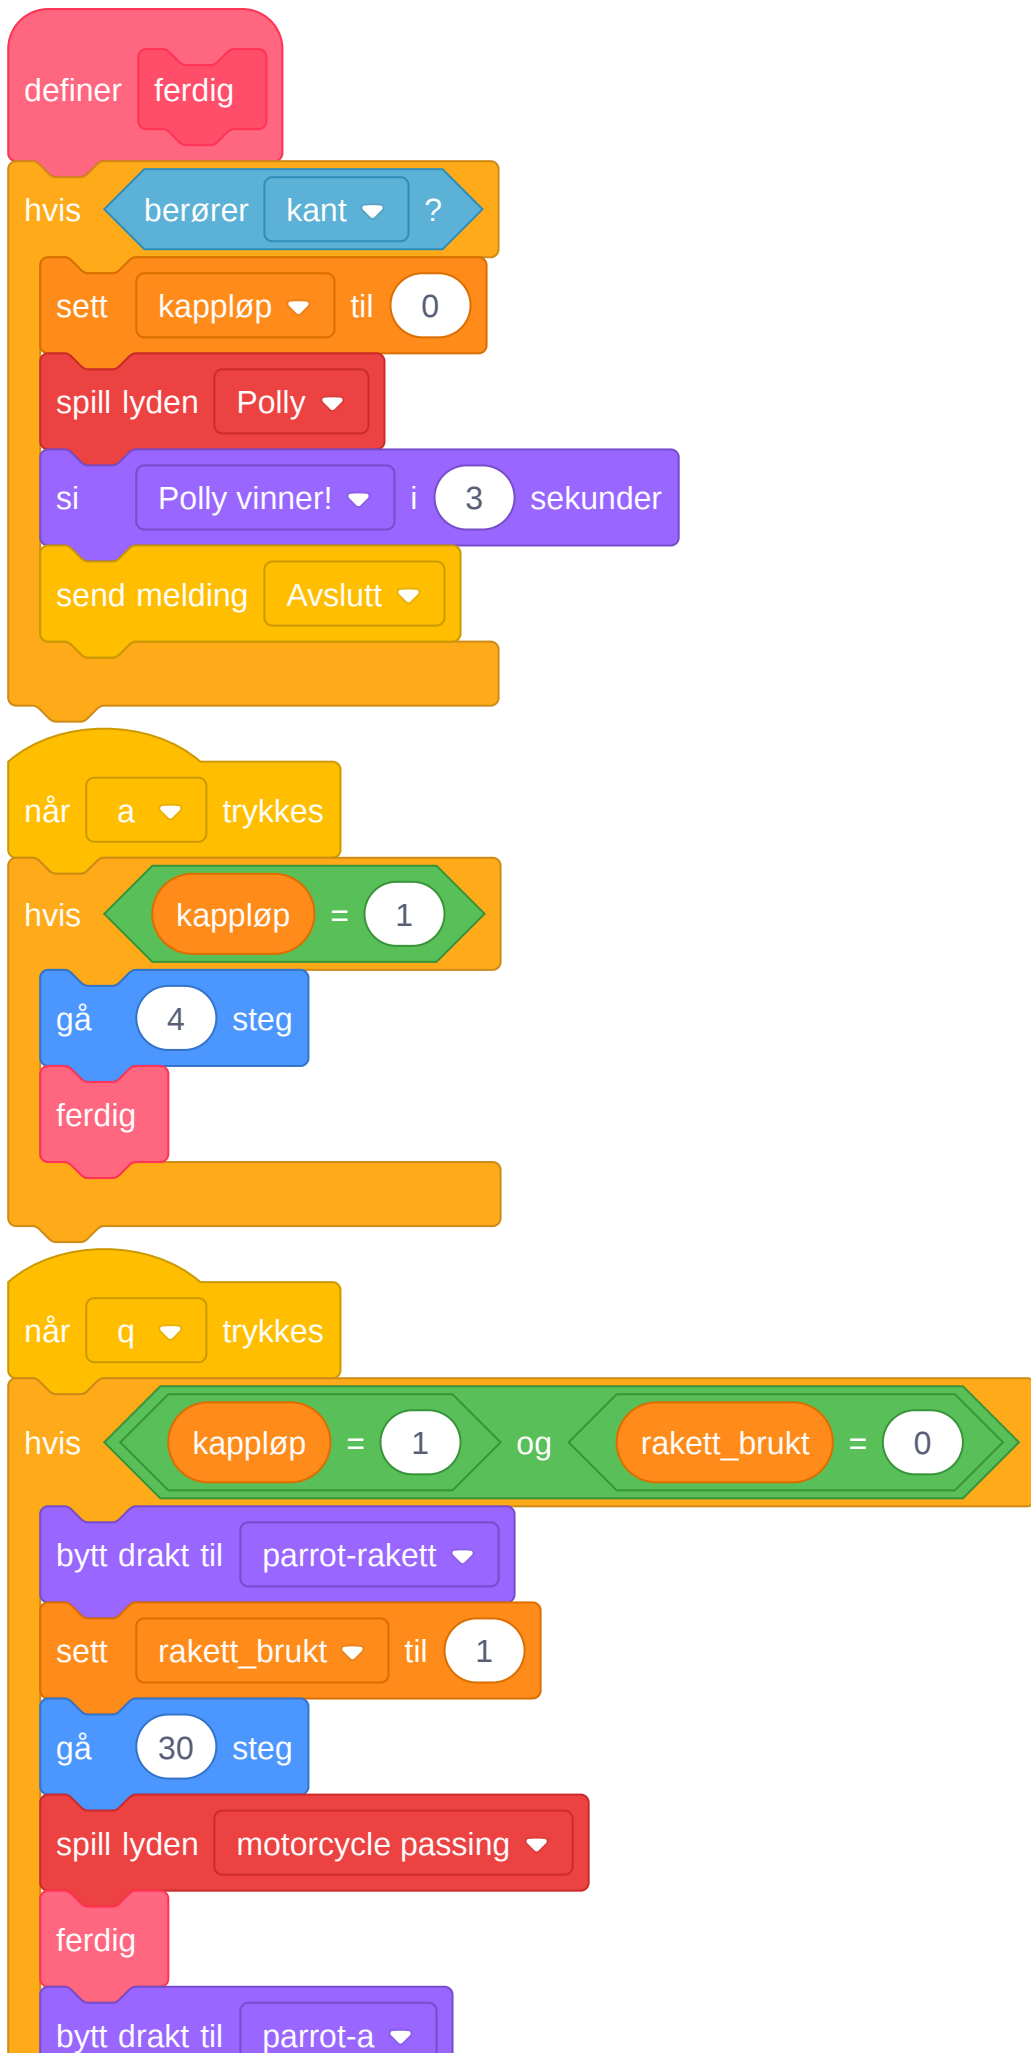 definer ferdig
hvis berører kant ?
sett kappløp til 0
spill lyden Polly
si Polly vinner! i 3 sekunder
send melding Avslutt
når a trykkes
hvis kappløp = 1
gå 4 steg
ferdig
når q trykkes
hvis kappløp = 1 og rakett_brukt = 0
bytt drakt til parrot-rakett
sett rakett_brukt til 1
gå 30 steg
spill lyden motorcycle passing
ferdig
bytt drakt til parrot-a